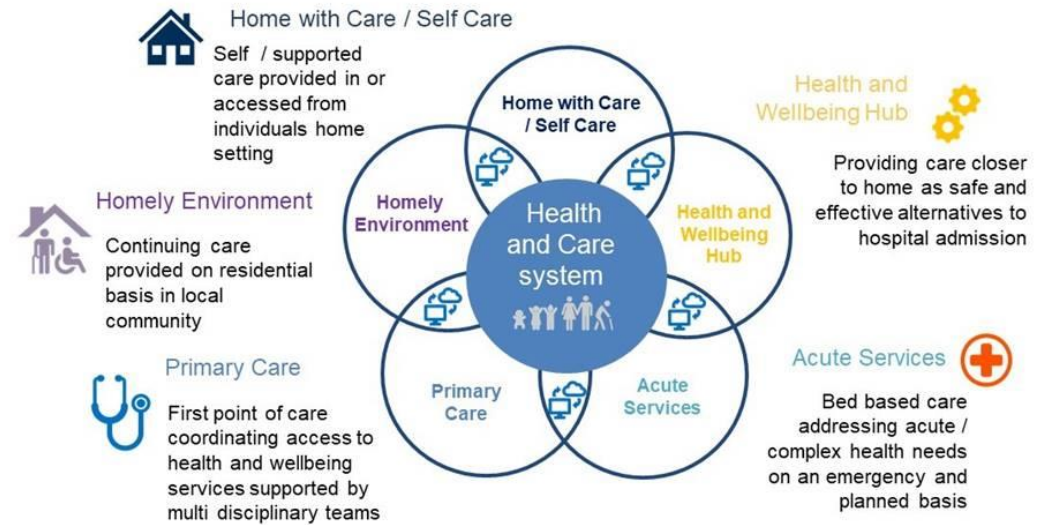 Home with Care / Self Care
Self / supported
care provided in or
accessed from
individuals home
setting
Homely Environment
Continuing care
provided on residential
basis in local
community
Primary Care
First point of care
coordinating access to
health and wellbeing
services supported by
multi disciplinary teams
Home with Care
/ Self Care
Homely
Environment
Health and
Wellbeing
Hub
Health
and Care
system
Primary
Care
Acute
Services
Health and
Wellbeing Hub
Providing care closer
to home as safe and
effective alternatives to
hospital admission
Acute Services
Bed based care
addressing acute /
complex health needs
on an emergency and
planned basis